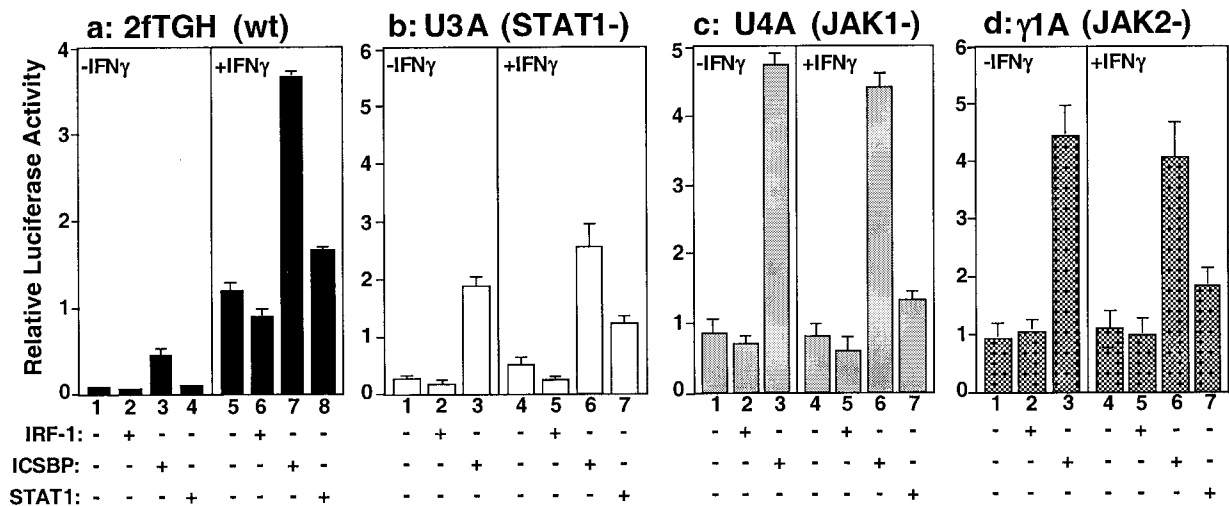 a: 2fTGH (wt)
b: U3A (STAT1-)
c: U4A (JAK1-)
d: γ1A (JAK2-)
Relative Luciferase Activity
4
3
2
1
0
-IFNγ
+IFNγ
1 2 3 4 5 6 7 8
6
5
4
3
2
1
0
-IFNγ
+IFNγ
1 2 3 4 5 6 7
5
4
3
2
1
0
-IFNγ
+IFNγ
1 2 3 4 5 6 7
6
5
4
3
2
1
0
-IFNγ
+IFNγ
1 2 3 4 5 6 7
IRF-1: - + - - - + - - - + - - + - - - + - - + - - - + - - + - -
ICSBP: - - + - - - + - - - + - - + - - - + - - + - - - + - - + -
STAT1: - - - + - - - + - - - - - - + - - - - - - + - - - - - - +